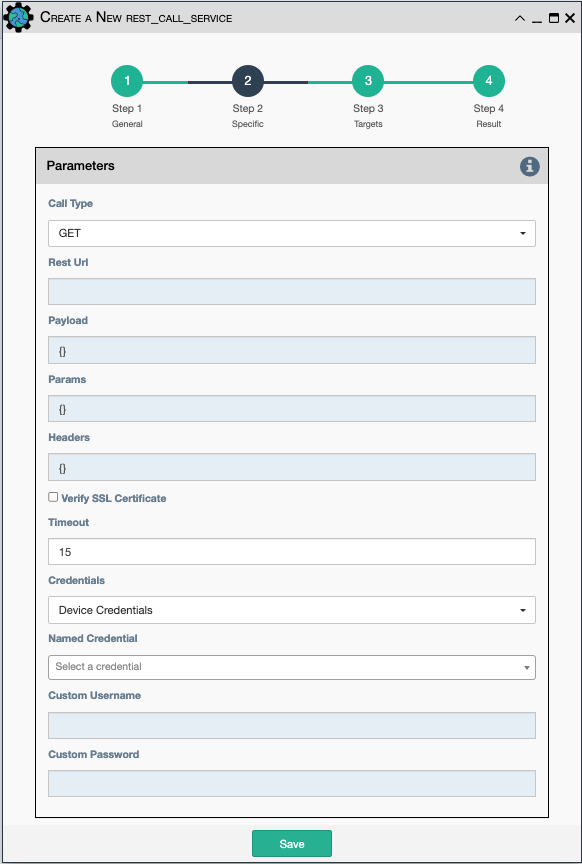 Create a New rest_call_service
1
2
3
4
Step 1
Step 2
Step 3
Step 4
General
Specific
Targets
Result
Parameters
Call Type
GET
Rest Url
Payload
{}
Params
{}
Headers
{}
Verify SSL Certificate
Timeout
15
Credentials
Device Credentials
Named Credential
Select a credential
Custom Username
Custom Password
Save